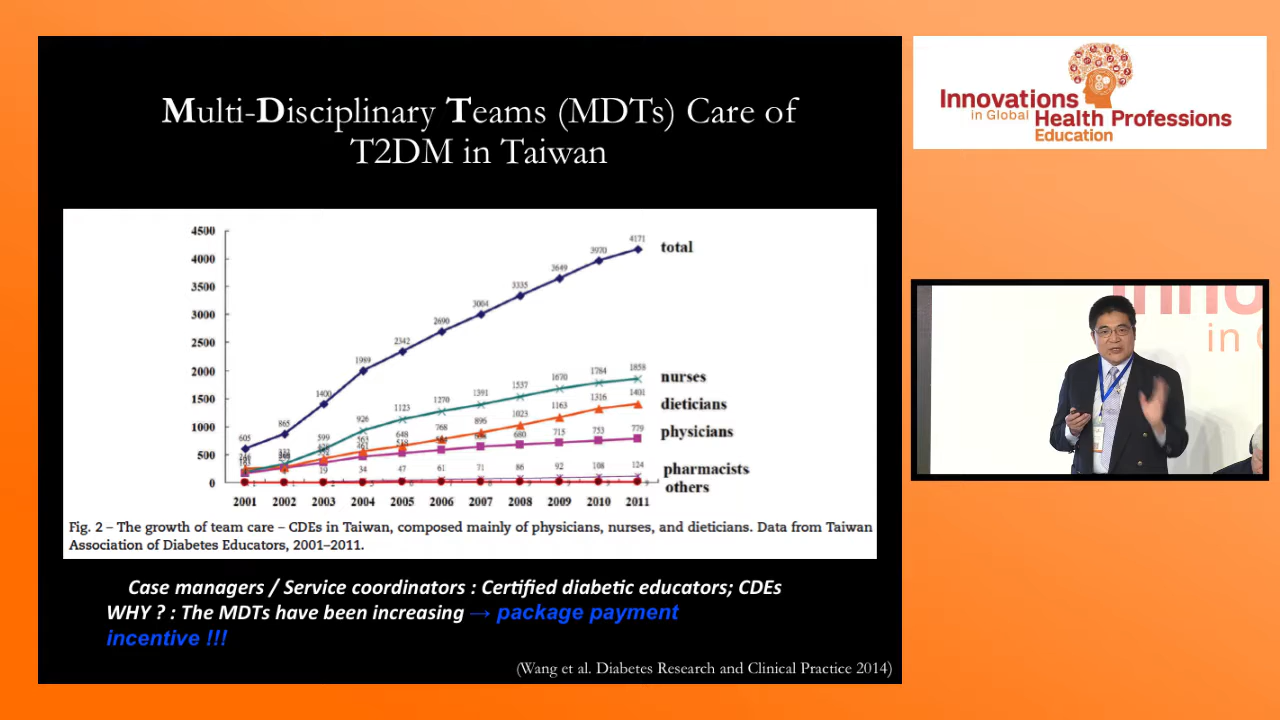 Multi-Disciplinary Teams (MDTs) Care of
T2DM in Taiwan
4500
4000
3500
3000
2500
2000
1500
1000
500
0
605
865
1400
1989
2342
2690
3004
3335
3649
3970
4171
total
599
926
1123
1270
1391
1537
1670
1784
1858
nurses
563
648
768
896
1023
1163
1316
1401
dieticians
461
680
715
753
779
physicians
19
34
47
61
71
86
92
108
124
pharmacists
others
2001 2002 2003 2004 2005 2006 2007 2008 2009 2010 2011
Fig. 2 – The growth of team care – CDEs in Taiwan, composed mainly of physicians, nurses, and dieticians. Data from Taiwan
Association of Diabetes Educators, 2001–2011.
Case managers / Service coordinators : Certified diabetic educators; CDEs
WHY ? : The MDTs have been increasing → package payment
incentive !!!
(Wang et al. Diabetes Research and Clinical Practice 2014)
Innovations
in Global Health Professions
Education
in